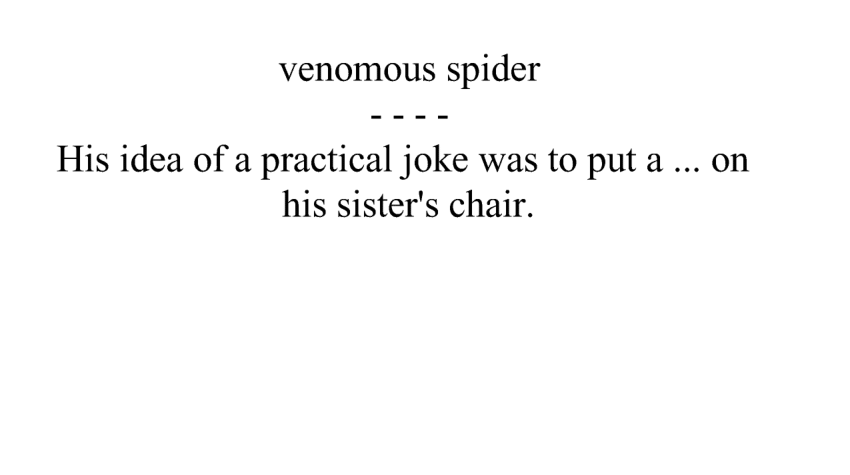 venomous spider
- - - -
His idea of a practical joke was to put a ... on
his sister's chair.